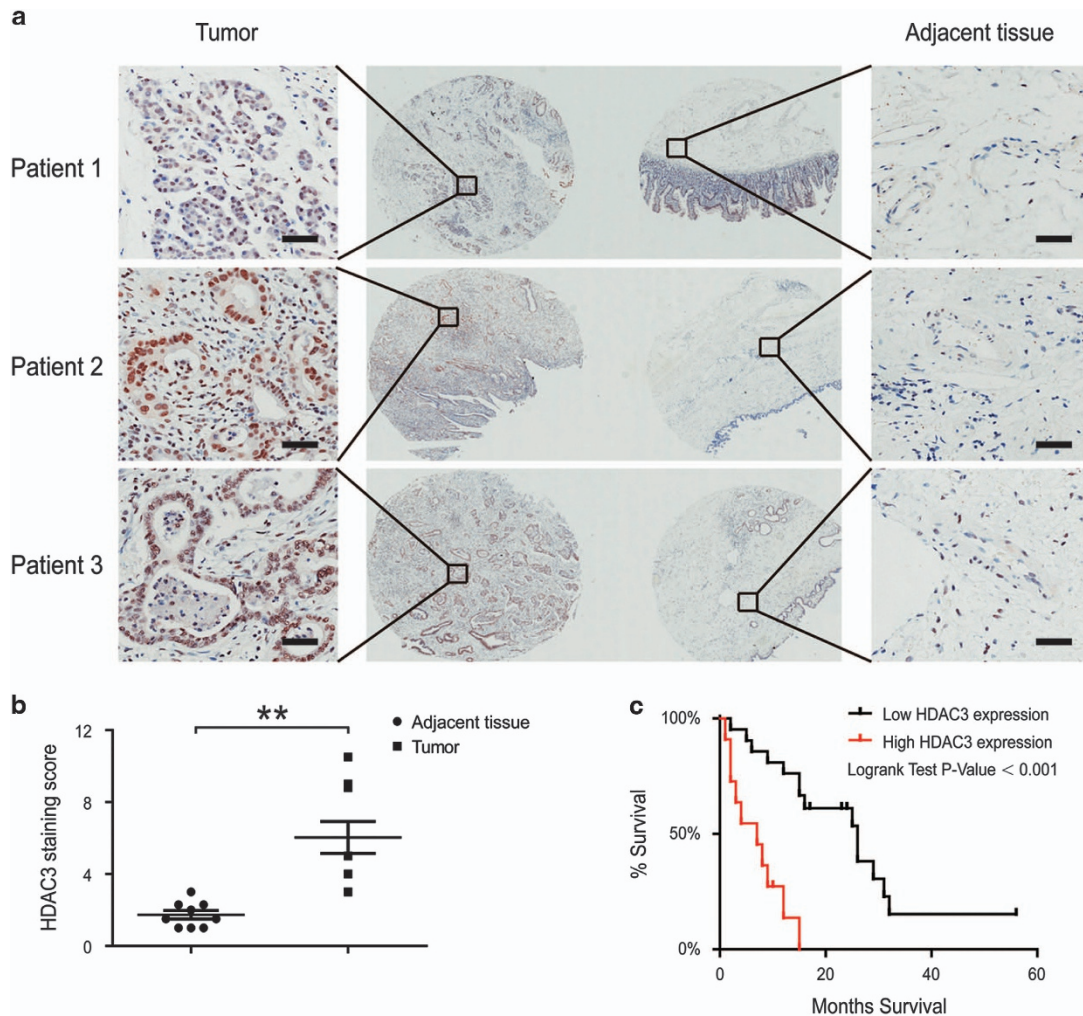 a
Tumor
Adjacent tissue
Patient 1
Patient 2
Patient 3
b
**
Adjacent tissue
Tumor
HDAC3 staining score
12
8
4
0
c
Low HDAC3 expression
High HDAC3 expression
Logrank Test P-Value < 0.001
% Survival
100%
50%
0%
0
20
40
60
Months Survival